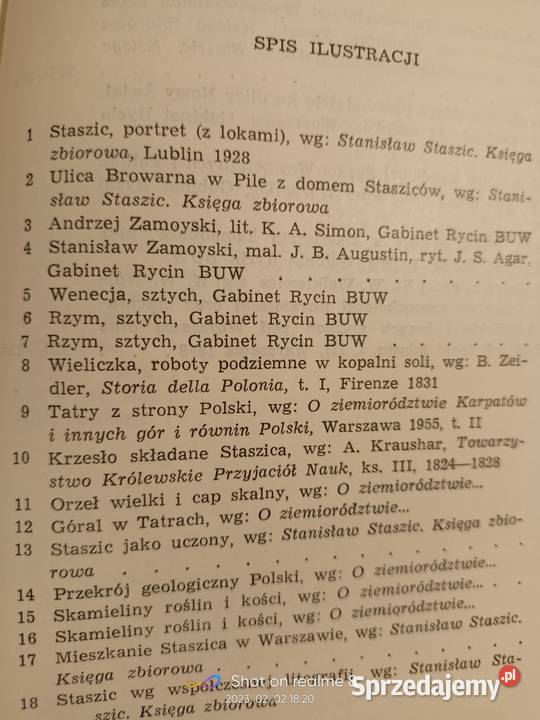 SPIS ILUSTRACJI
1 Staszic, portret (z lokami), wg: Stanisław Staszic. Księga
zbiorowa, Lublin 1928
2 Ulica Browarna w Pile z domem Stasziców, wg: Stani-
sław Staszic. Księga zbiorowa
3 Andrzej Zamoyski, lit. K. A. Simon, Gabinet Rycin BUW
4 Stanisław Zamoyski, mal. J. B. Augustin, ryt. J. S. Agar,
Gabinet Rycin BUW . . . . . . . . .
5 Wenecja, sztych, Gabinet Rycin BUW
6 Rzym, sztych, Gabinet Rycin BUW
7 Rzym, sztych, Gabinet Rycin BUW . . . . . .
8 Wieliczka, roboty podziemne w kopalni soli, wg: B. Zei-
dler, Storia della Polonia, t. I, Firenze 1831
9 Tatry z strony Polski, wg: O ziemiorództwie Karpatów
i innych gór i równin Polski, Warszawa 1955, t. II
10 Krzesło składane Staszica, wg: A. Kraushar, Towarzy-
stwo Królewskie Przyjaciół Nauk, ks. III, 1824—1828
11 Orzeł wielki i cap skalny, wg: O ziemiorództwie...
12 Góral w Tatrach, wg: O ziemiorództwie...
13 Staszic jako uczony, wg: Stanisław Staszic. Księga zbio-
rowa . . . . . . . . . . . .
14 Przekrój geologiczny Polski, wg: O ziemiorództwie...
15 Skamieliny roślin i kości, wg: O ziemiorództwie... . .
16 Skamieliny roślin i kości, wg: O ziemiorództwie...
17 Mieszkanie Staszica w Warszawie, wg: Stanisław Staszic.
Księga zbiorowa . . . . . . . . .
18 Staszic wg współczesnej litografii, wg: Stanisław Sta-
szic. Księga zbiorowa
Shot on redime 8
2023/02/02 18:20
Sprzedajemy.pl